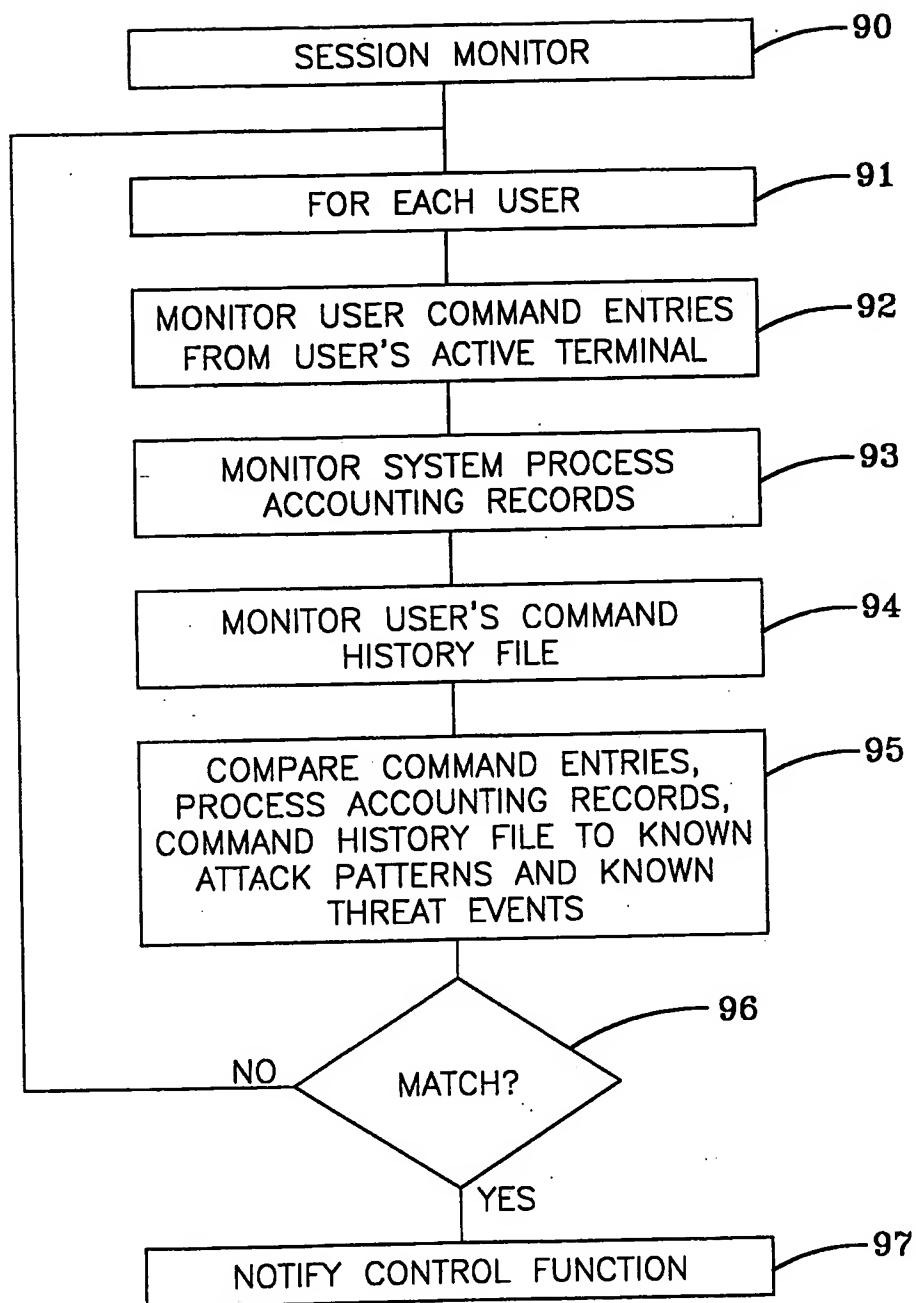 SESSION MONITOR
90
FOR EACH USER
91
MONITOR USER COMMAND ENTRIES
FROM USER'S ACTIVE TERMINAL
92
MONITOR SYSTEM PROCESS
ACCOUNTING RECORDS
93
MONITOR USER'S COMMAND
HISTORY FILE
94
COMPARE COMMAND ENTRIES,
PROCESS ACCOUNTING RECORDS,
COMMAND HISTORY FILE TO KNOWN
ATTACK PATTERNS AND KNOWN
THREAT EVENTS
95
MATCH?
96
NO
YES
NOTIFY CONTROL FUNCTION
97